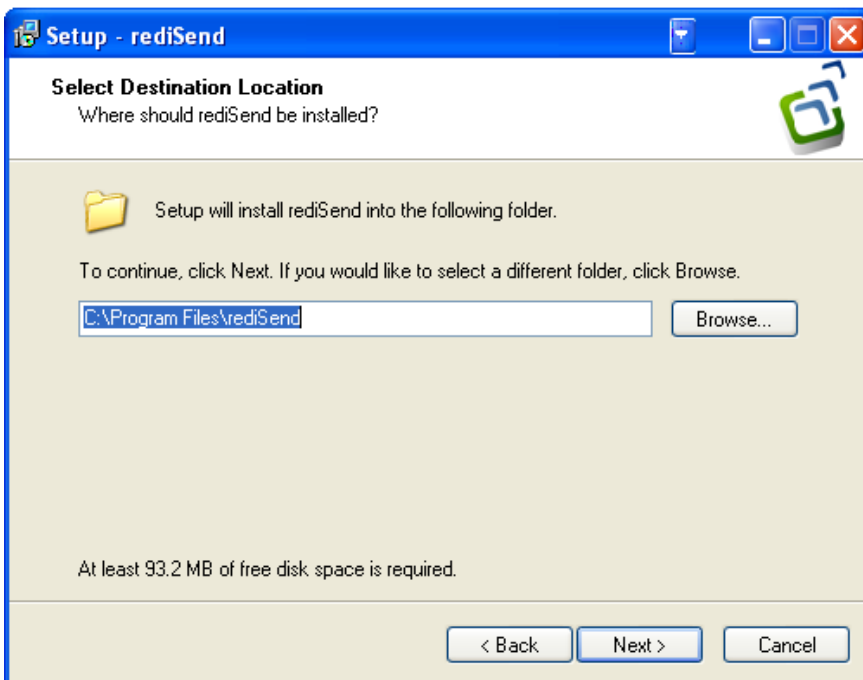 Setup - rediSend
Select Destination Location
Where should rediSend be installed?
Setup will install rediSend into the following folder.
To continue, click Next. If you would like to select a different folder, click Browse.
C:\Program Files\rediSend
Browse...
At least 93.2 MB of free disk space is required.
< Back
Next >
Cancel